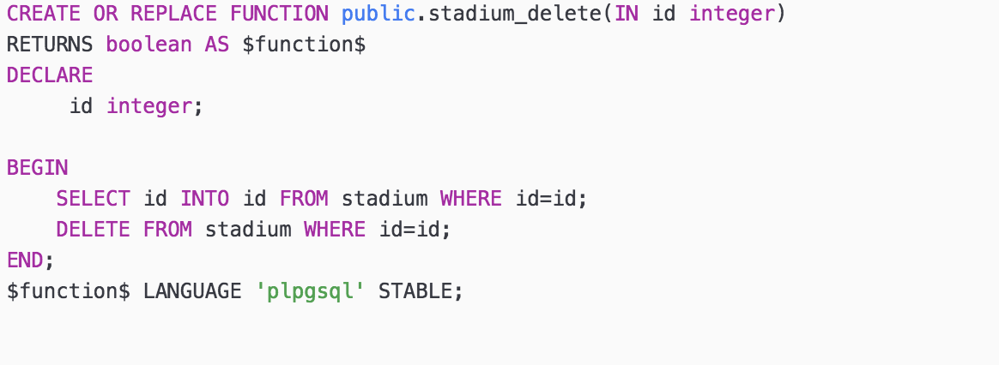 CREATE OR REPLACE FUNCTION public.stadium_delete(IN id integer)
RETURNS boolean AS $function$
DECLARE
     id integer;

BEGIN
    SELECT id INTO id FROM stadium WHERE id=id;
    DELETE FROM stadium WHERE id=id;
END;
$function$ LANGUAGE 'plpgsql' STABLE;